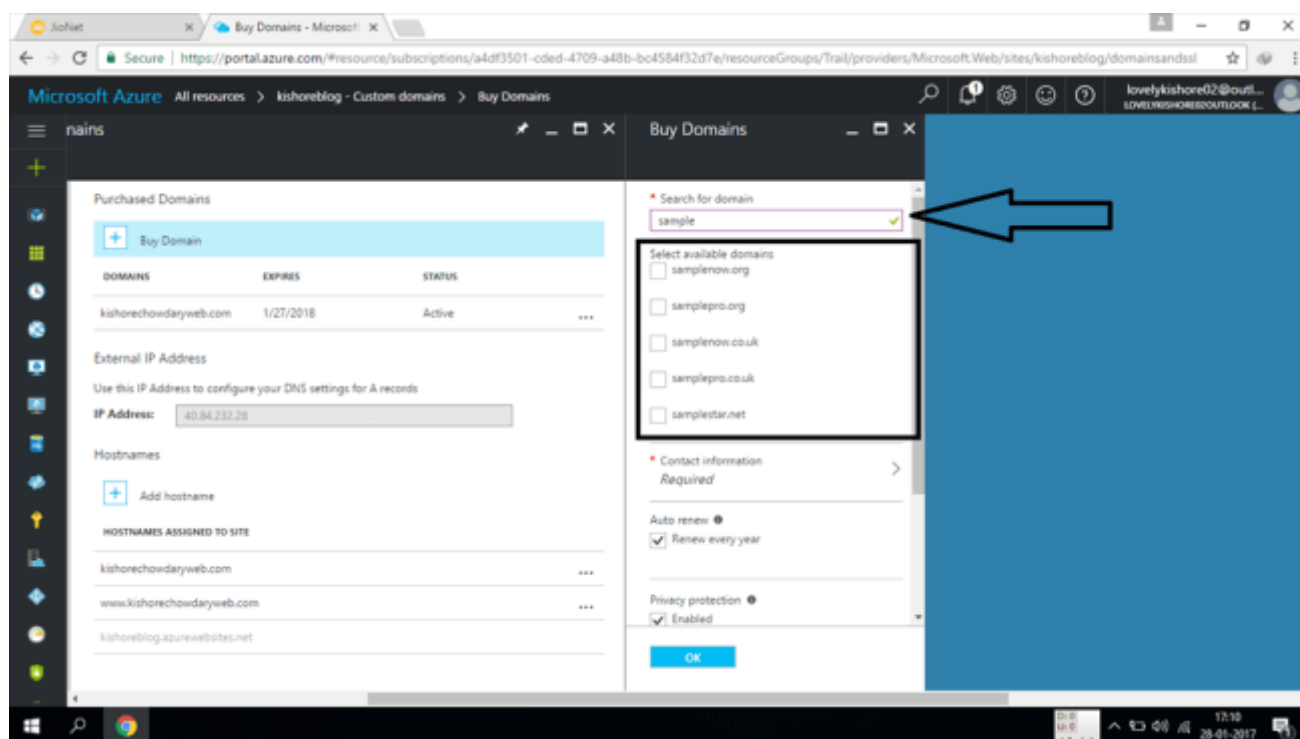 JioNet
Buy Domains - Microsoft
Secure | https://portal.azure.com/#resource/subscriptions/a4df3501-cded-4709-a48b-bc4584f32d7e/resourceGroups/Trail/providers/Microsoft.Web/sites/kishoreblog/domainsandssl
Microsoft Azure All resources > kishoreblog - Custom domains > Buy Domains
1
lovelykishore02@outl...
LOVELYKISHORE02OUTLOOK (...
nains
Buy Domains
Purchased Domains
Buy Domain
DOMAINS EXPIRES STATUS
kishorechowdaryweb.com 1/27/2018 Active ...
External IP Address
Use this IP Address to configure your DNS settings for A records
IP Address: 40.84.232.28
Hostnames
Add hostname
HOSTNAMES ASSIGNED TO SITE
kishorechowdaryweb.com ...
www.kishorechowdaryweb.com ...
kishoreblog.azurewebsites.net
* Search for domain
sample
Select available domains
samplenow.org
samplepro.org
samplenow.co.uk
samplepro.co.uk
samplestar.net
* Contact information
Required
Auto renew
Renew every year
Privacy protection
Enabled
OK
D: 0
U: 0
17:10
28-01-2017